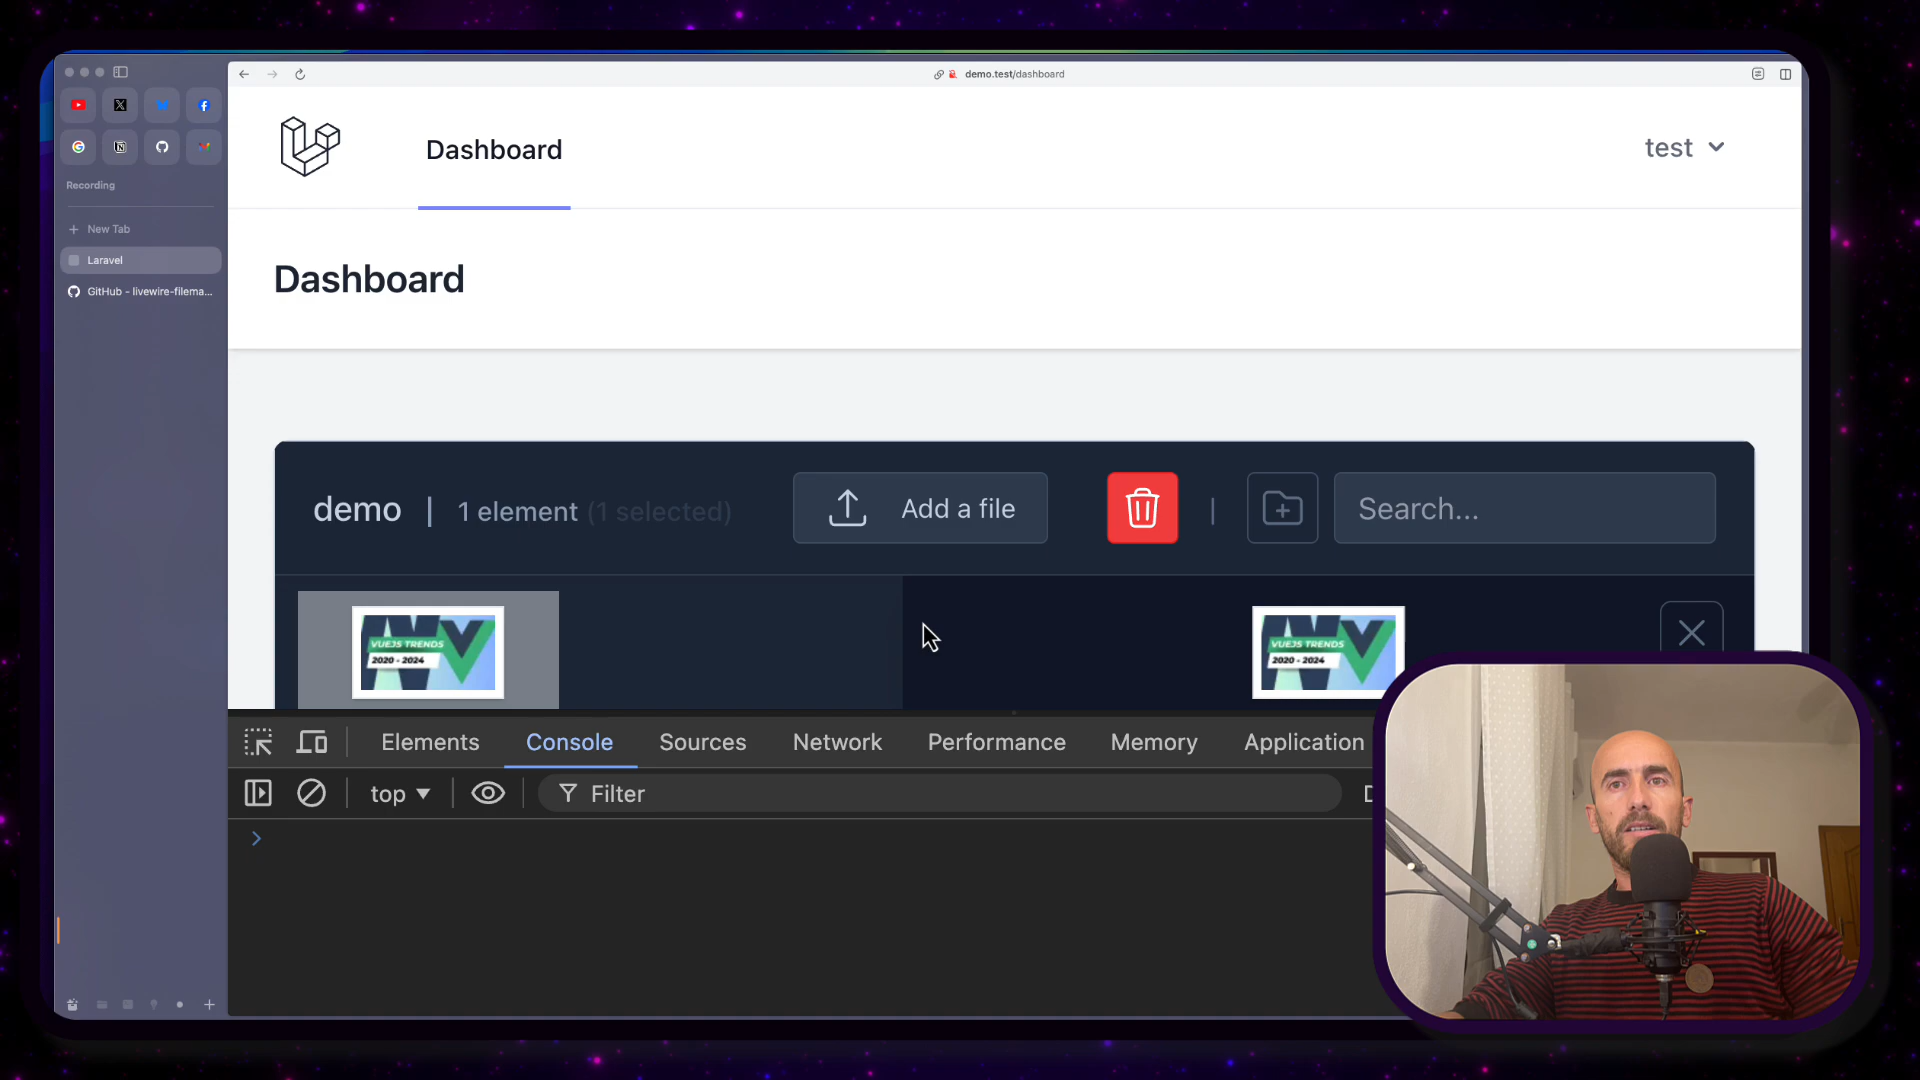 demo.test/dashboard
Recording
New Tab
Laravel
GitHub - livewire-filema...
Dashboard
test
Dashboard
demo | 1 element (1 selected)
Add a file
Search...
VUEJS TRENDS
2020 - 2024
VUEJS TRENDS
2020 - 2024
Elements
Console
Sources
Network
Performance
Memory
Application
top
Filter